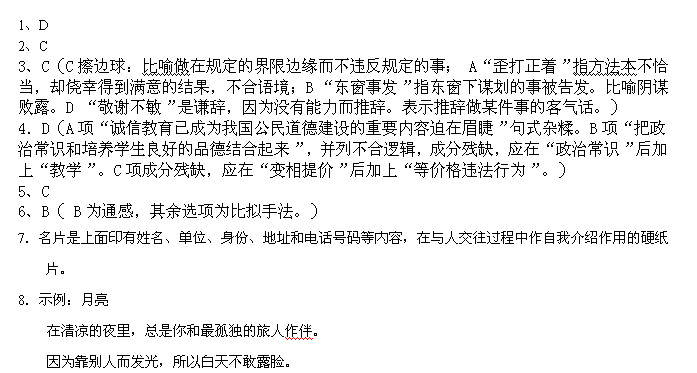 1、D
2、C
3、C（C擦边球：比喻做在规定的界限边缘而不违反规定的事； A“歪打正着”指方法本不恰
当，却侥幸得到满意的结果，不合语境；B“东窗事发”指东窗下谋划的事被告发。比喻阴谋
败露。D “敬谢不敏”是谦辞，因为没有能力而推辞。表示推辞做某件事的客气话。）
4．D（A项“诚信教育已成为我国公民道德建设的重要内容迫在眉睫”句式杂糅。B项“把政
治常识和培养学生良好的品德结合起来”，并列不合逻辑，成分残缺，应在“政治常识”后加
上“教学”。C项成分残缺，应在“变相提价”后加上“等价格违法行为”。）
5、C
6、B（ B为通感，其余选项为比拟手法。）
7．名片是上面印有姓名、单位、身份、地址和电话号码等内容，在与人交往过程中作自我介绍作用的硬纸
片。
8．示例：月亮
在清凉的夜里，总是你和最孤独的旅人作伴。
因为靠别人而发光，所以白天不敢露脸。